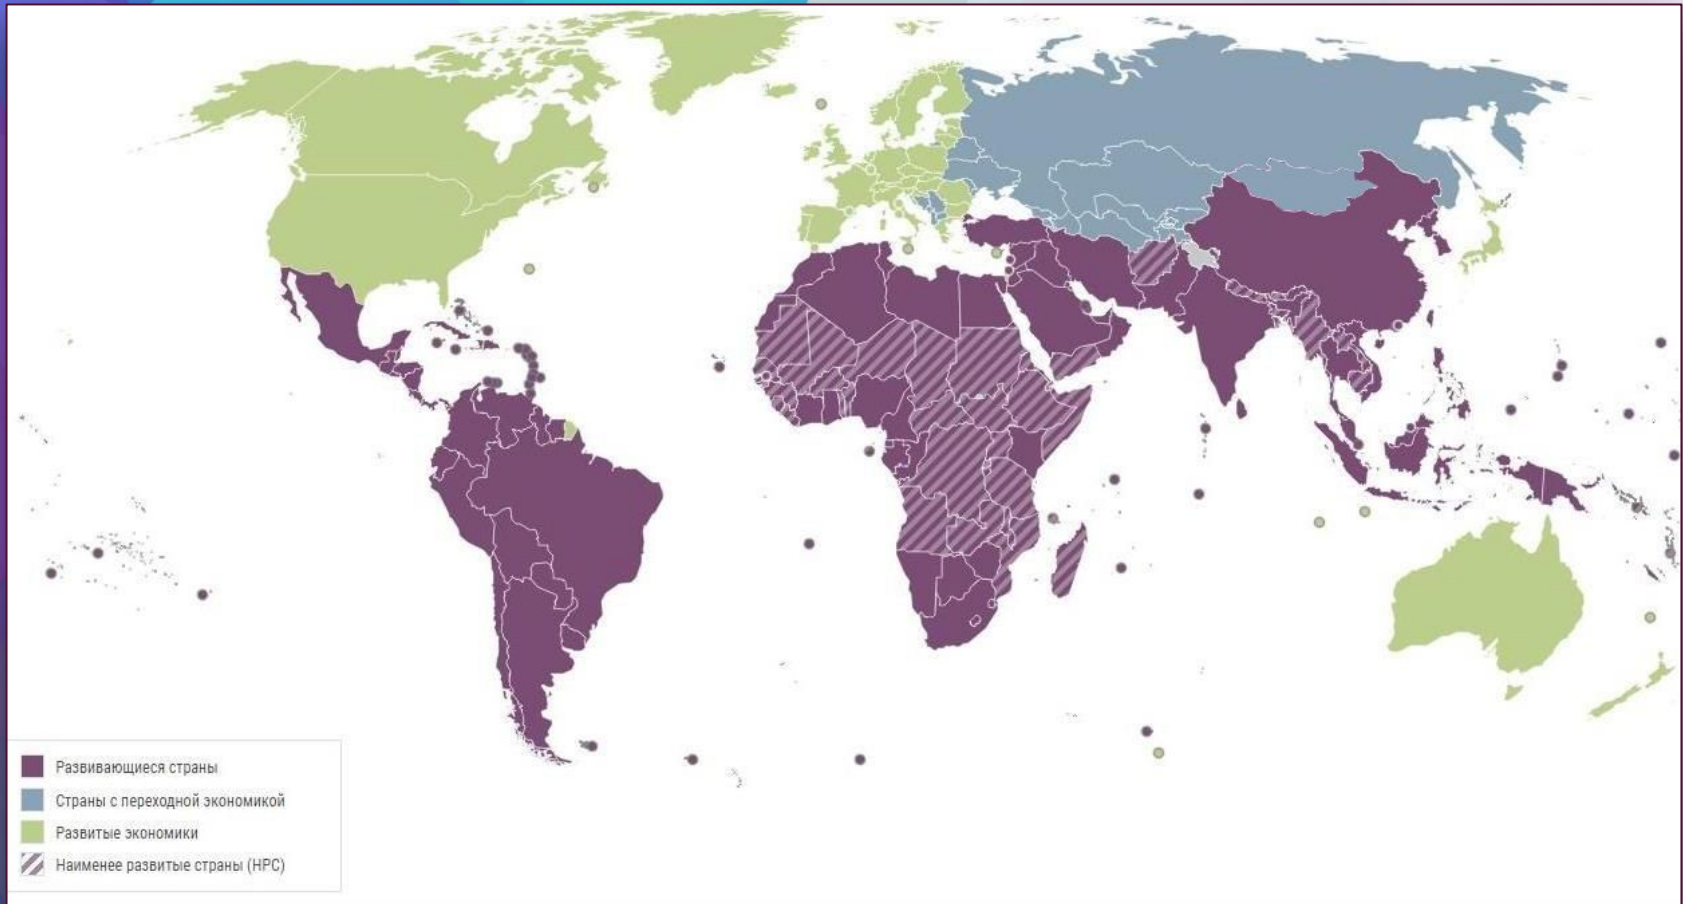 Развивающиеся страны
Страны с переходной экономикой
Развитые экономики
Наименее развитые страны (НРС)